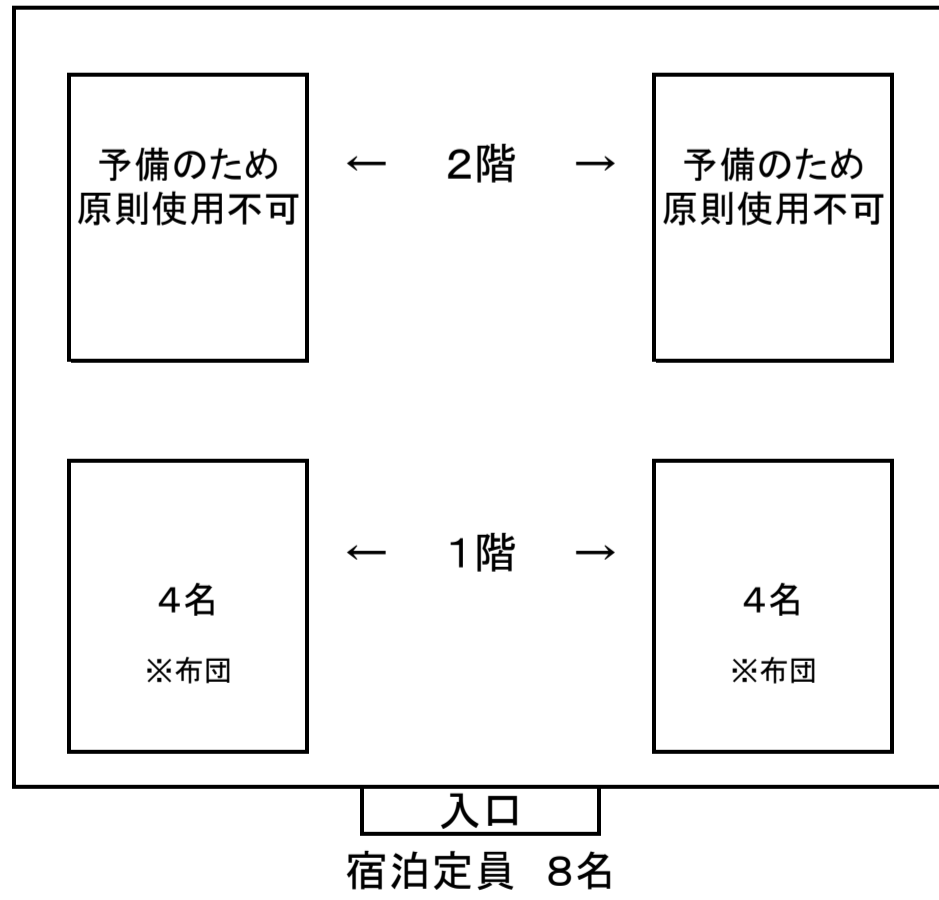 予備のため
原則使用不可
← 2階 →
予備のため
原則使用不可
4名
※布団
← 1階 →
4名
※布団
入口
宿泊定員 8名